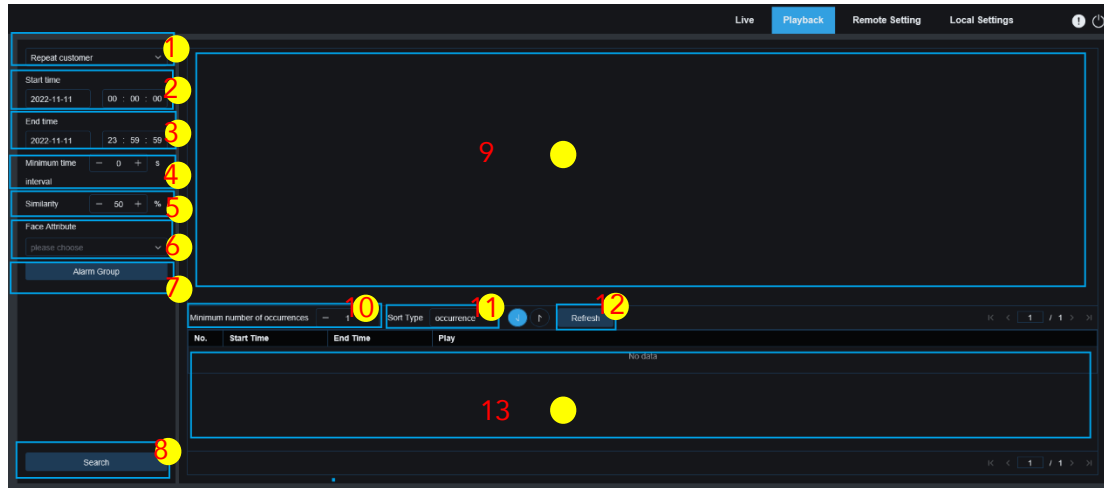 Live Playback Remote Setting Local Settings
Repeat customer 1
Start time
2022-11-11 00 : 00 : 00 2
End time
2022-11-11 23 : 59 : 59 3
Minimum time interval − 0 + s 4
Similarity − 50 + % 5
Face Attribute
please choose 6
Alarm Group
7
Search 8
9
Minimum number of occurrences − 1 10 Sort Type occurrence 11 Refresh 12 1 / 1
No. Start Time End Time Play
No data
13
1 / 1